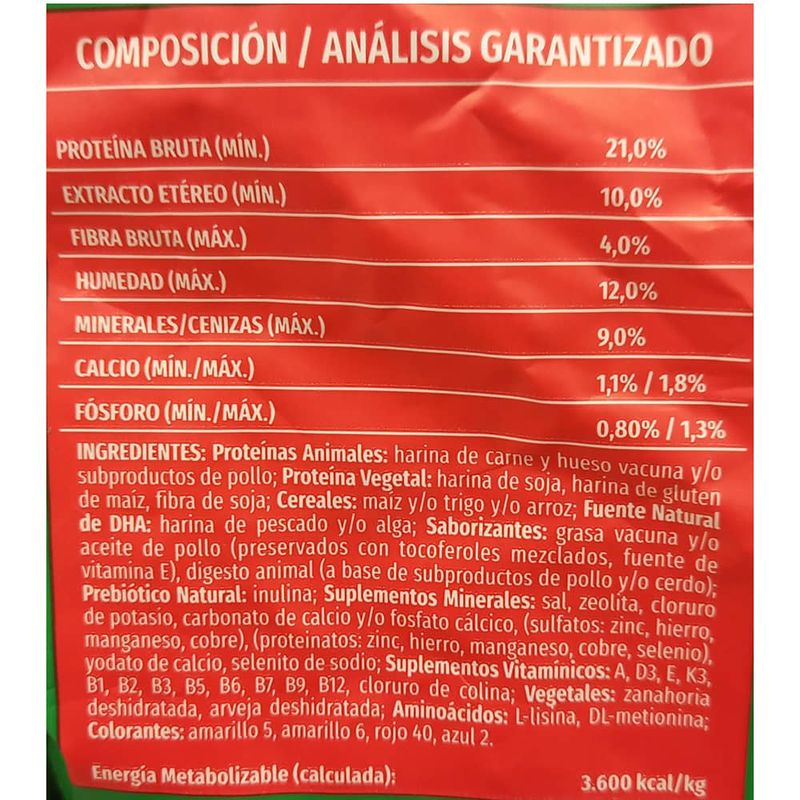 COMPOSICIÓN / ANÁLISIS GARANTIZADO
PROTEÍNA BRUTA (MÍN.) 21,0%
EXTRACTO ETÉREO (MÍN.) 10,0%
FIBRA BRUTA (MÁX.) 4,0%
HUMEDAD (MÁX.) 12,0%
MINERALES/CENIZAS (MÁX.) 9,0%
CALCIO (MÍN./MÁX.) 1,1% / 1,8%
FÓSFORO (MÍN./MÁX.) 0,80% / 1,3%
INGREDIENTES: Proteínas Animales: harina de carne y hueso vacuna y/o
subproductos de pollo; Proteína Vegetal: harina de soja, harina de gluten
de maíz, fibra de soja; Cereales: maíz y/o trigo y/o arroz; Fuente Natural
de DHA: harina de pescado y/o alga; Saborizantes: grasa vacuna y/o
aceite de pollo (preservados con tocoferoles mezclados, fuente de
vitamina E), digesto animal (a base de subproductos de pollo y/o cerdo);
Prebiótico Natural: inulina; Suplementos Minerales: sal, zeolita, cloruro
de potasio, carbonato de calcio y/o fosfato cálcico, (sulfatos: zinc, hierro,
manganeso, cobre), (proteinatos: zinc, hierro, manganeso, cobre, selenio),
yodato de calcio, selenito de sodio; Suplementos Vitamínicos: A, D3, E, K3,
B1, B2, B3, B5, B6, B7, B9, B12, cloruro de colina; Vegetales: zanahoria
deshidratada, arveja deshidratada; Aminoácidos: L-lisina, DL-metionina;
Colorantes: amarillo 5, amarillo 6, rojo 40, azul 2.
Energía Metabolizable (calculada): 3.600 kcal/kg